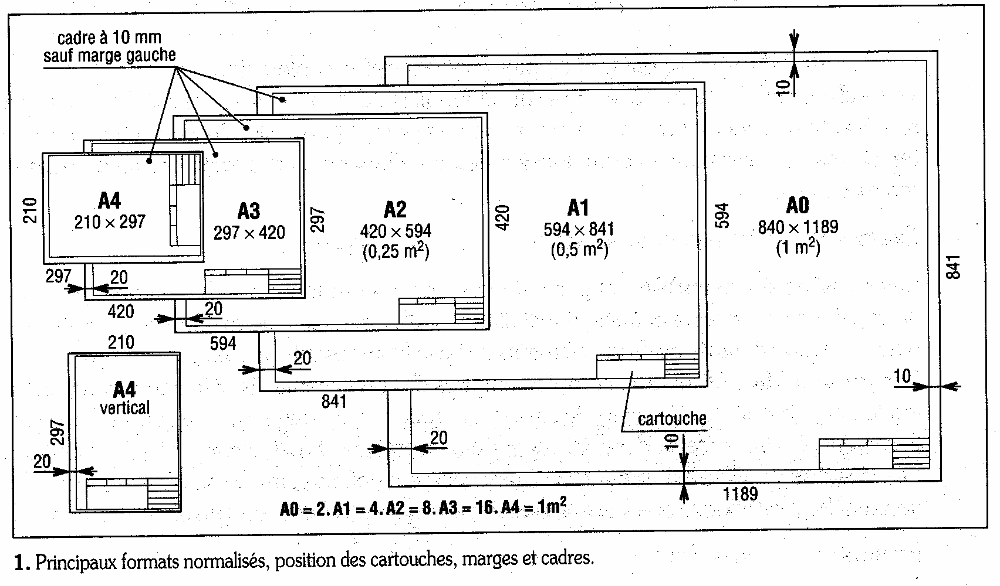 cadre à 10 mm
sauf marge gauche
10
A4
210 × 297
210
297
A3
297 × 420
297
20
420
A2
420 × 594
(0,25 m²)
420
20
594
A1
594 × 841
(0,5 m²)
594
20
841
A0
840 × 1189
(1 m²)
841
10
20
10
1189
cartouche
210
A4
vertical
297
20
A0 = 2. A1 = 4. A2 = 8. A3 = 16. A4 = 1m²
1. Principaux formats normalisés, position des cartouches, marges et cadres.